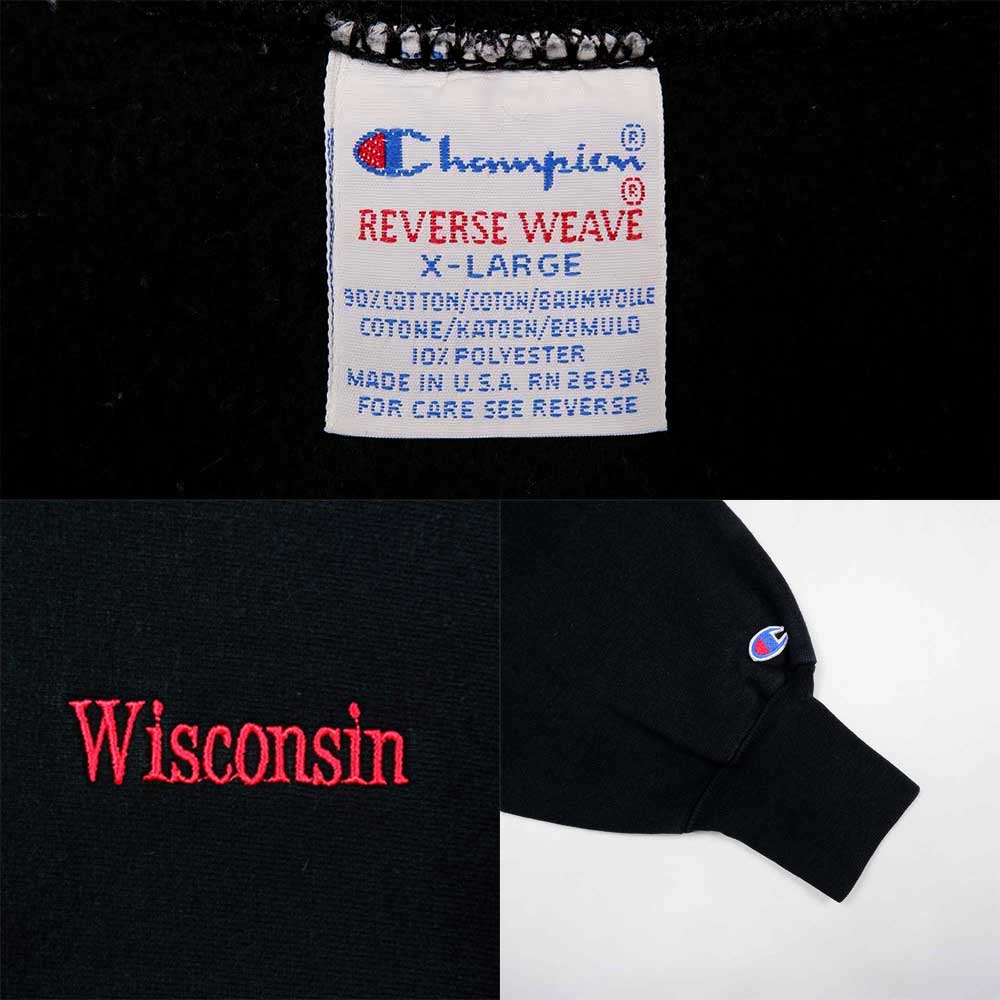 Champion®
®
REVERSE WEAVE
X-LARGE
90% COTTON/COTON/BAUMWOLLE
COTONE/KATOEN/BOMULD
10% POLYESTER
MADE IN U.S.A. RN 26094
FOR CARE SEE REVERSE
Wisconsin